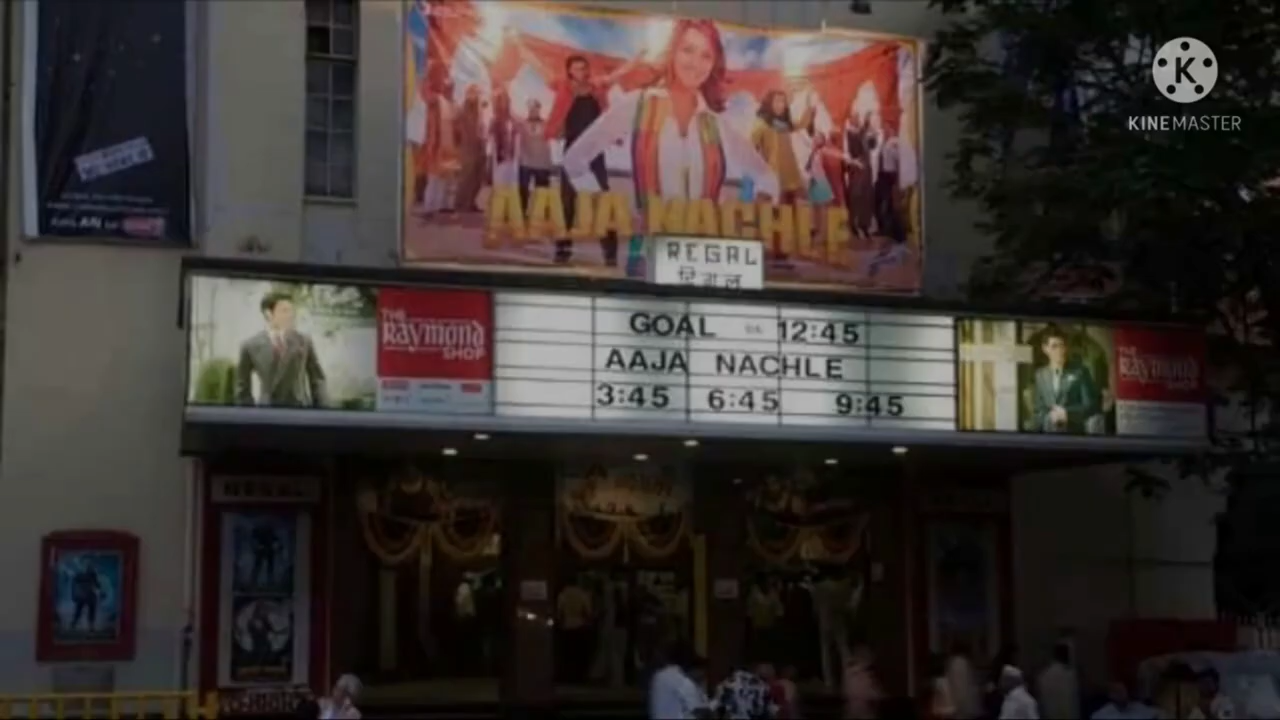 KINEMASTER
AAJA NACHLE
REGAL
रिगल
THE
Raymond
SHOP
GOAL 12:45
AAJA NACHLE
3:45 6:45 9:45
THE
Raymond
SHOP
REGAL